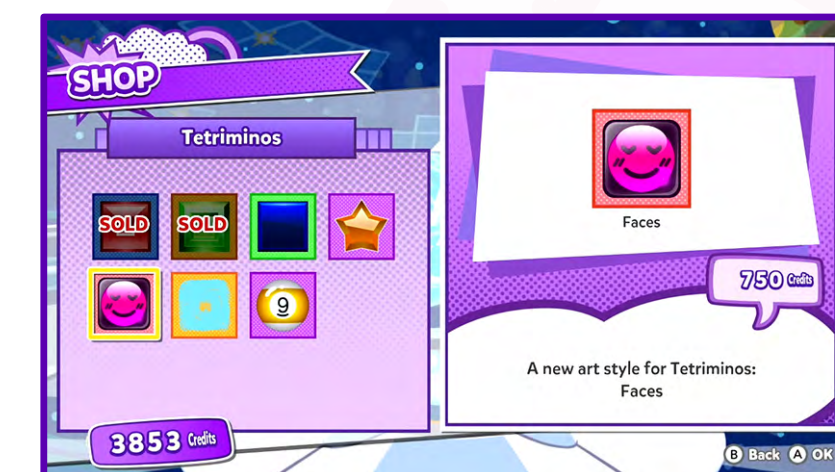 SHOP
Tetriminos
SOLD
SOLD
9
3853 Credits
Faces
750 Credits
A new art style for Tetriminos:
Faces
B Back A OK